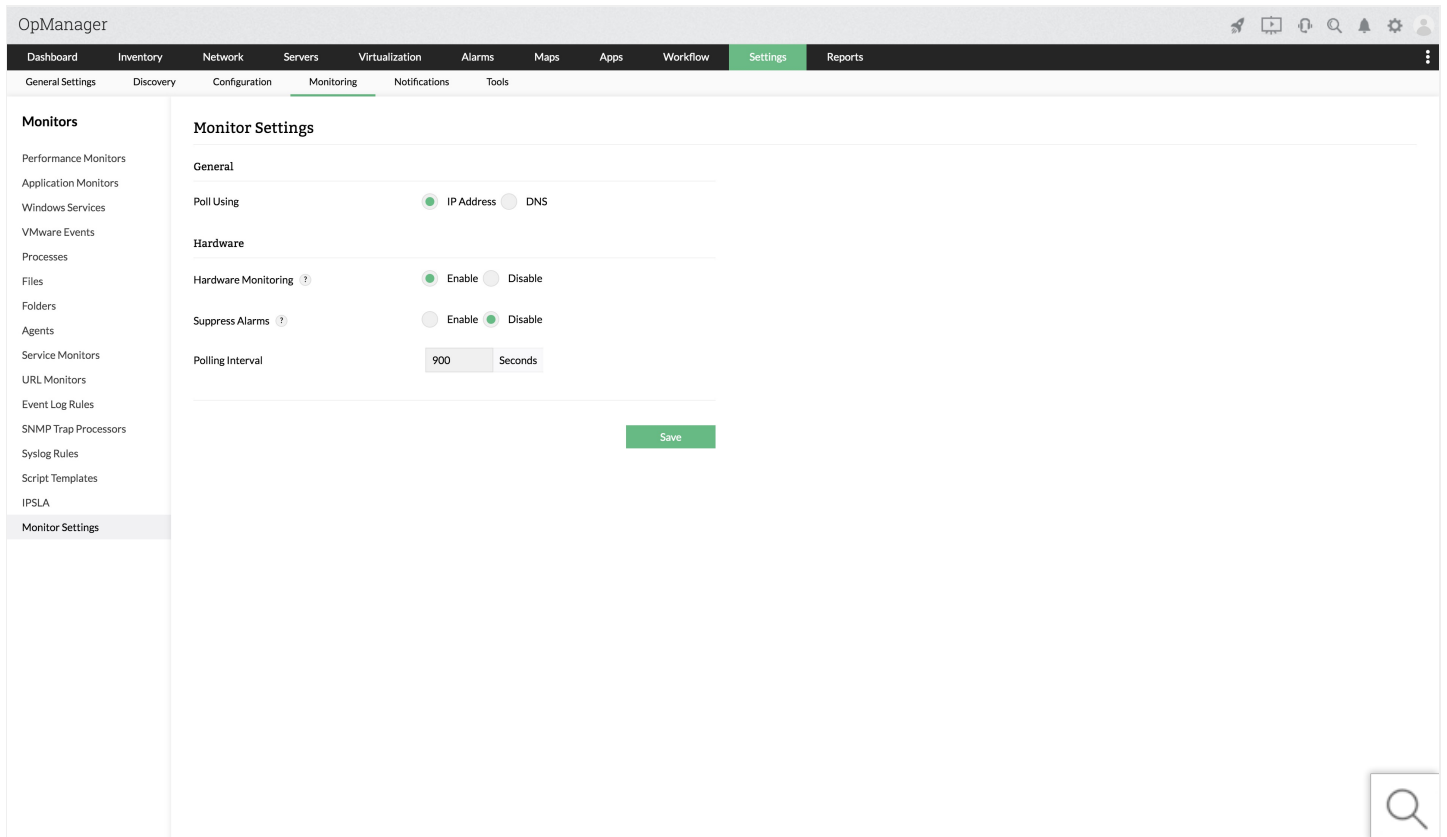 OpManager
Dashboard Inventory Network Servers Virtualization Alarms Maps Apps Workflow Settings Reports
General Settings Discovery Configuration Monitoring Notifications Tools
Monitors
Performance Monitors
Application Monitors
Windows Services
VMware Events
Processes
Files
Folders
Agents
Service Monitors
URL Monitors
Event Log Rules
SNMP Trap Processors
Syslog Rules
Script Templates
IPSLA
Monitor Settings
Monitor Settings
General
Poll Using IP Address DNS
Hardware
Hardware Monitoring ? Enable Disable
Suppress Alarms ? Enable Disable
Polling Interval 900 Seconds
Save